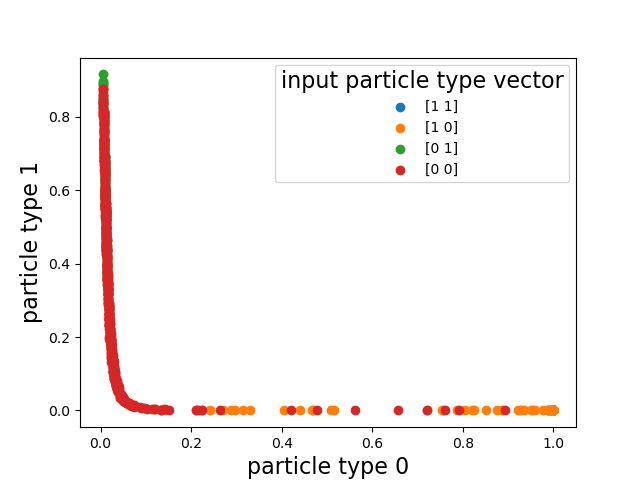 input particle type vector
[1 1]
[1 0]
[0 1]
[0 0]
particle type 1
0.8
0.6
0.4
0.2
0.0
0.0 0.2 0.4 0.6 0.8 1.0
particle type 0